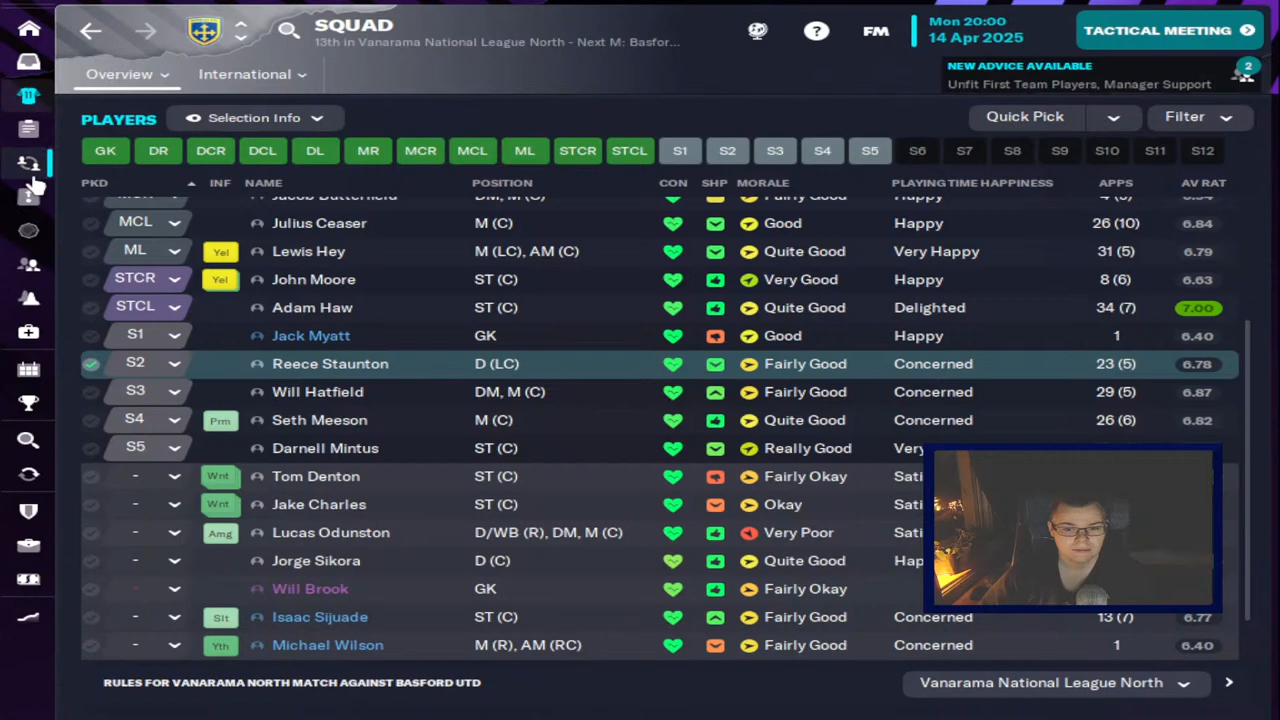 SQUAD
13th in Vanarama National League North - Next M: Basfor...
FM
Mon 20:00
14 Apr 2025
TACTICAL MEETING
Overview
International
NEW ADVICE AVAILABLE
Unfit First Team Players, Manager Support
2
PLAYERS
Selection Info
Quick Pick
Filter
GK DR DCR DCL DL MR MCR MCL ML STCR STCL S1 S2 S3 S4 S5 S6 S7 S8 S9 S10 S11 S12
PKD INF NAME POSITION CON SHP MORALE PLAYING TIME HAPPINESS APPS AV RAT
Jacob Butterfield DM, M (C) Fairly Good Happy
MCL Julius Ceaser M (C) Good Happy 26 (10) 6.84
ML Yel Lewis Hey M (LC), AM (C) Quite Good Very Happy 31 (5) 6.79
STCR Yel John Moore ST (C) Very Good Happy 8 (6) 6.63
STCL Adam Haw ST (C) Quite Good Delighted 34 (7) 7.00
S1 Jack Myatt GK Good Happy 1 6.40
S2 Reece Staunton D (LC) Fairly Good Concerned 23 (5) 6.78
S3 Will Hatfield DM, M (C) Fairly Good Concerned 29 (5) 6.87
S4 Prm Seth Meeson M (C) Quite Good Concerned 26 (6) 6.82
S5 Darnell Mintus ST (C) Really Good Very
- Wnt Tom Denton ST (C) Fairly Okay Sati
- Wnt Jake Charles ST (C) Okay Sati
- Amg Lucas Odunston D/WB (R), DM, M (C) Very Poor Sati
- Jorge Sikora D (C) Quite Good Hap
- Will Brook GK Fairly Okay
- Slt Isaac Sijuade ST (C) Fairly Good Concerned 13 (7) 6.77
- Yth Michael Wilson M (R), AM (RC) Fairly Good Concerned 1 6.40
RULES FOR VANARAMA NORTH MATCH AGAINST BASFORD UTD
Vanarama National League North